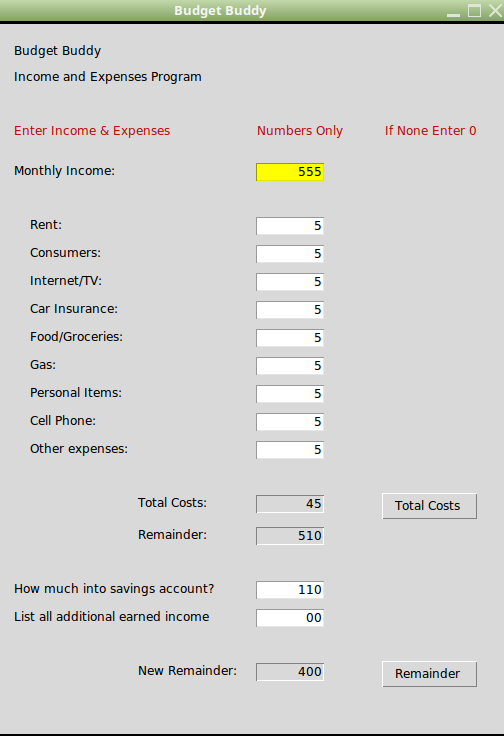 Budget Buddy
Budget Buddy
Income and Expenses Program
Enter Income & Expenses Numbers Only If None Enter 0
Monthly Income: 555
Rent: 5
Consumers: 5
Internet/TV: 5
Car Insurance: 5
Food/Groceries: 5
Gas: 5
Personal Items: 5
Cell Phone: 5
Other expenses: 5
Total Costs: 45 Total Costs
Remainder: 510
How much into savings account? 110
List all additional earned income 00
New Remainder: 400 Remainder